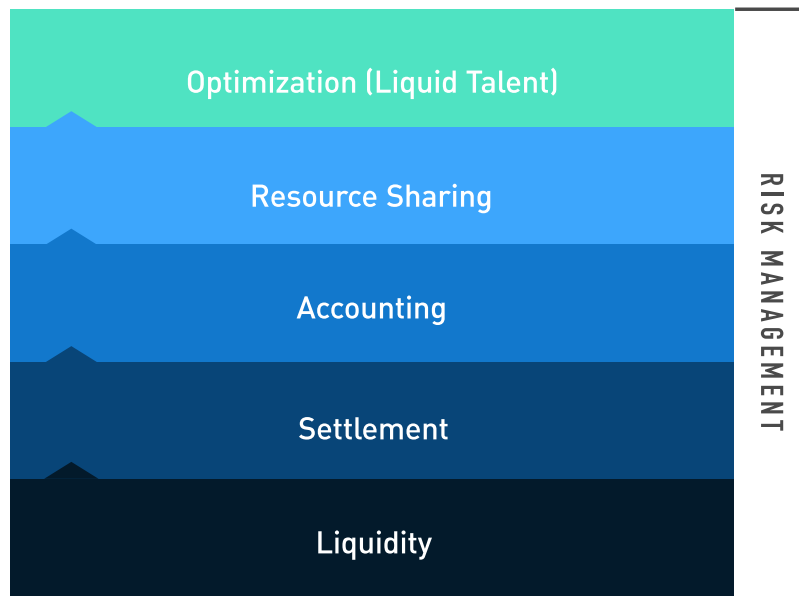 Optimization (Liquid Talent)
Resource Sharing
Accounting
Settlement
Liquidity
RISK MANAGEMENT